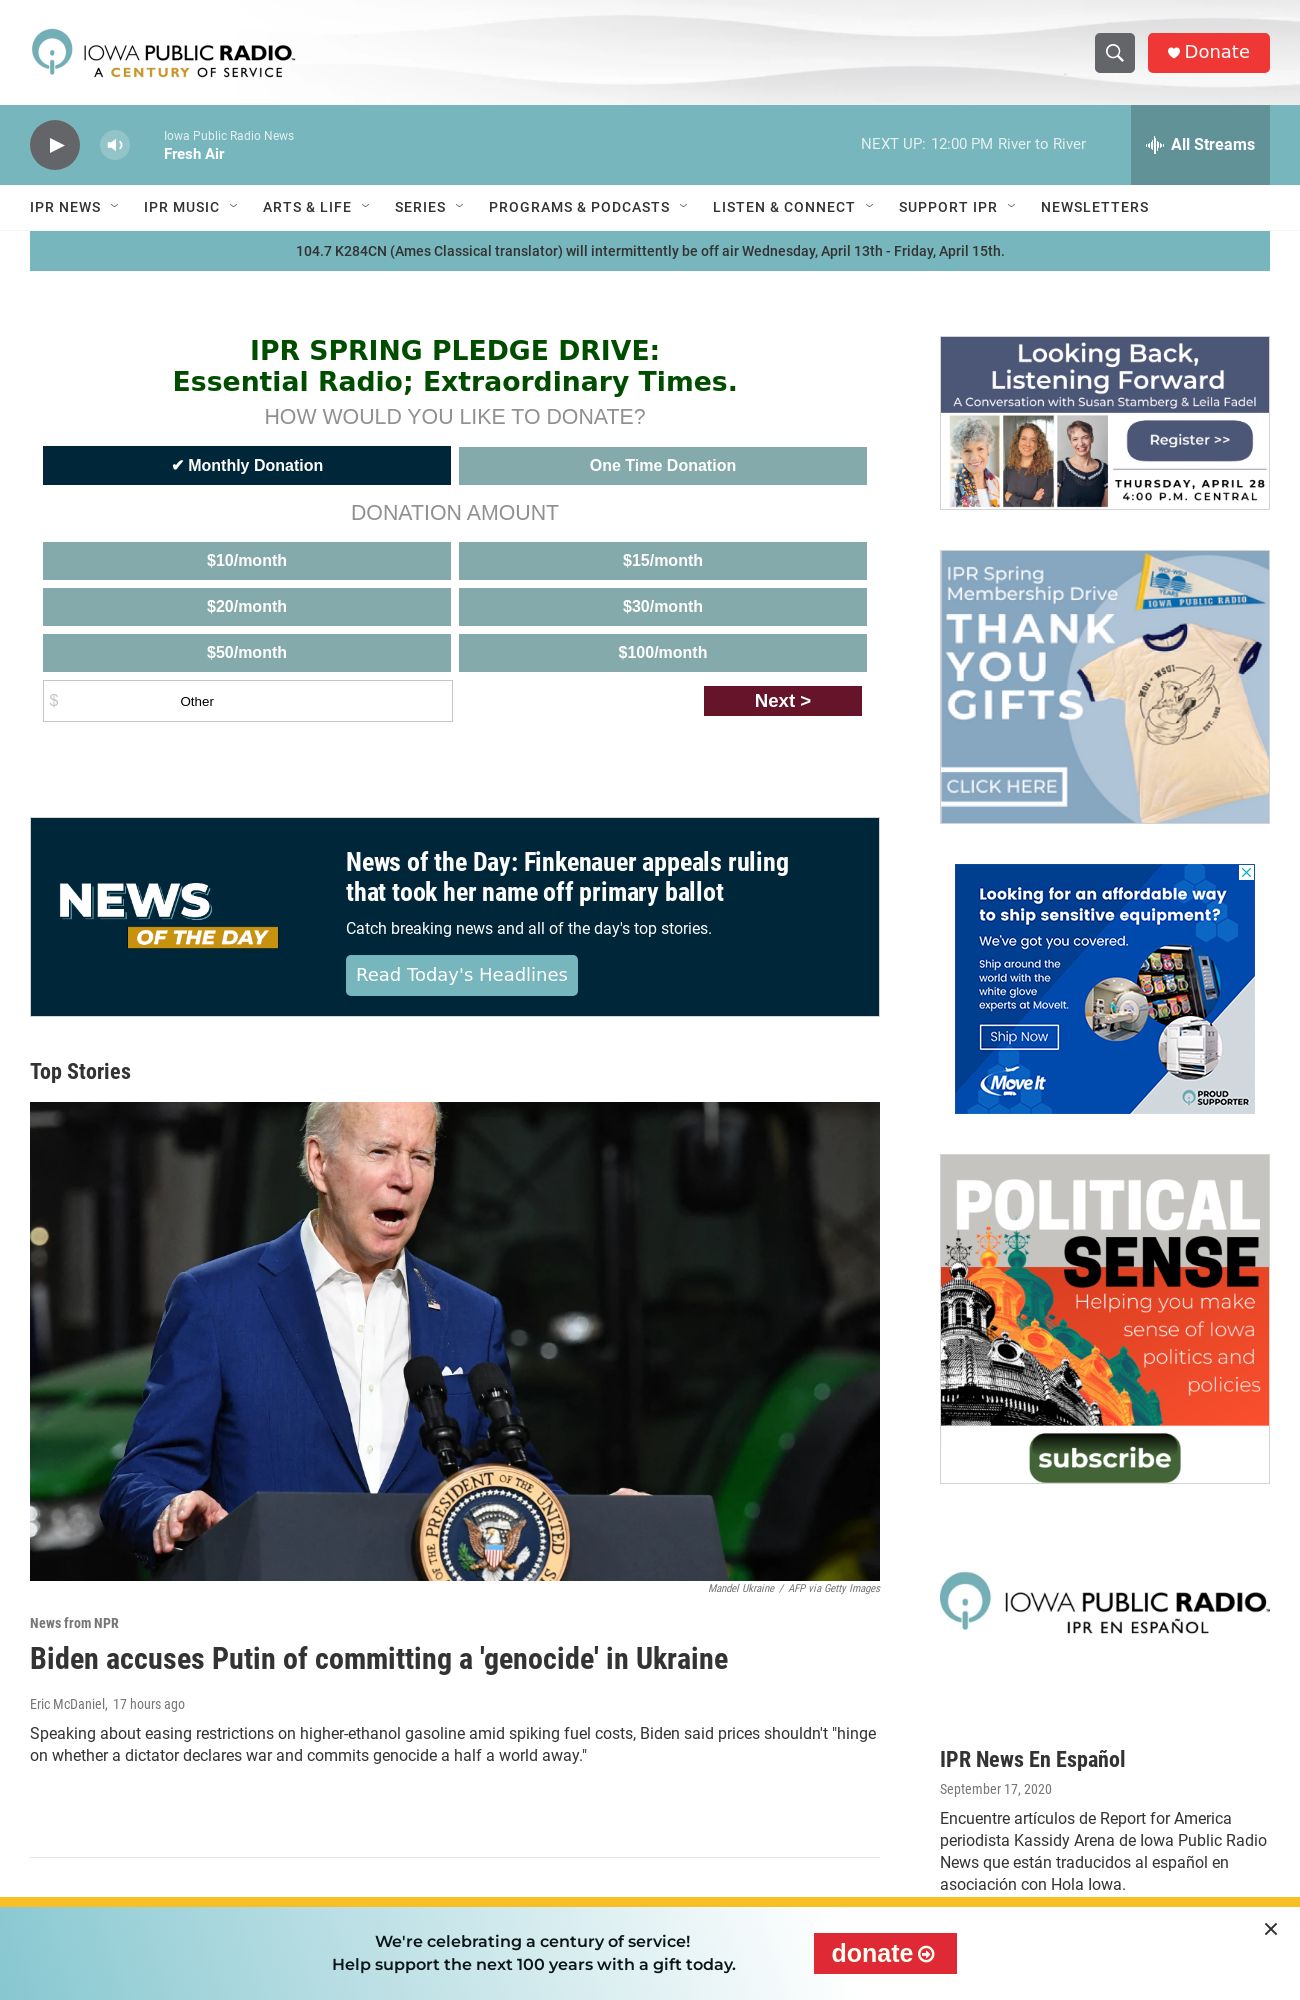 IOWA PUBLIC RADIO.
A CENTURY OF SERVICE
Donate
Iowa Public Radio News
Fresh Air
NEXT UP: 12:00 PM River to River
All Streams
IPR NEWS
IPR MUSIC
ARTS & LIFE
SERIES
PROGRAMS & PODCASTS
LISTEN & CONNECT
SUPPORT IPR
NEWSLETTERS
104.7 K284CN (Ames Classical translator) will intermittently be off air Wednesday, April 13th - Friday, April 15th.
IPR SPRING PLEDGE DRIVE:
Essential Radio; Extraordinary Times.
HOW WOULD YOU LIKE TO DONATE?
✔ Monthly Donation
One Time Donation
DONATION AMOUNT
$10/month
$15/month
$20/month
$30/month
$50/month
$100/month
$
Other
Next >
News of the Day: Finkenauer appeals ruling
that took her name off primary ballot
NEWS
OF THE DAY
Catch breaking news and all of the day's top stories.
Read Today's Headlines
Top Stories
PRESIDENT OF THE UNITED
Mandel Ukraine / AFP via Getty Images
News from NPR
Biden accuses Putin of committing a 'genocide' in Ukraine
Eric McDaniel, 17 hours ago
Speaking about easing restrictions on higher-ethanol gasoline amid spiking fuel costs, Biden said prices shouldn't "hinge
on whether a dictator declares war and commits genocide a half a world away."
Looking Back,
Listening Forward
A Conversation with Susan Stamberg & Leila Fadel
Register >>
THURSDAY, APRIL 28
4:00 P.M. CENTRAL
IPR Spring
Membership Drive
THANK
YOU
GIFTS
CLICK HERE
100
YEARS
IOWA PUBLIC RADIO
EST. 1922
Looking for an affordable way
to ship sensitive equipment?
We've got you covered.
Ship around the
world with the
white glove
experts at MoveIt.
Ship Now
Move It
PROUD
SUPPORTER
POLITICAL
SENSE
Helping you make
sense of Iowa
politics and
policies
subscribe
IOWA PUBLIC RADIO.
IPR EN ESPAÑOL
IPR News En Español
September 17, 2020
Encuentre artículos de Report for America
periodista Kassidy Arena de Iowa Public Radio
News que están traducidos al español en
asociación con Hola Iowa.
We're celebrating a century of service!
Help support the next 100 years with a gift today.
donate